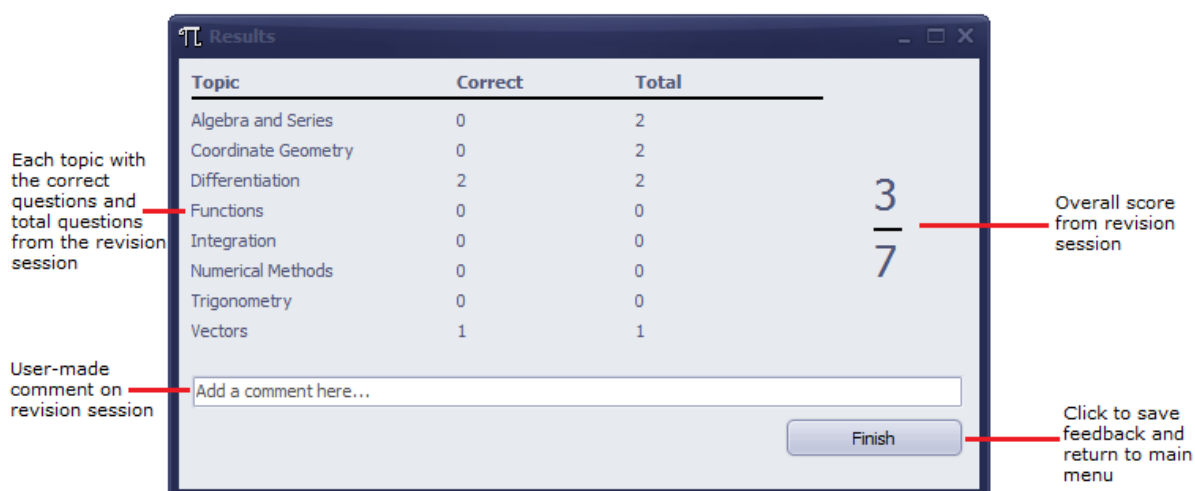 Results
Topic Correct Total
Algebra and Series 0 2
Coordinate Geometry 0 2
Differentiation 2 2
Functions 0 0
Integration 0 0
Numerical Methods 0 0
Trigonometry 0 0
Vectors 1 1
3
7
Add a comment here...
Finish
Each topic with
the correct
questions and
total questions
from the revision
session
User-made
comment on
revision session
Overall score
from revision
session
Click to save
feedback and
return to main
menu